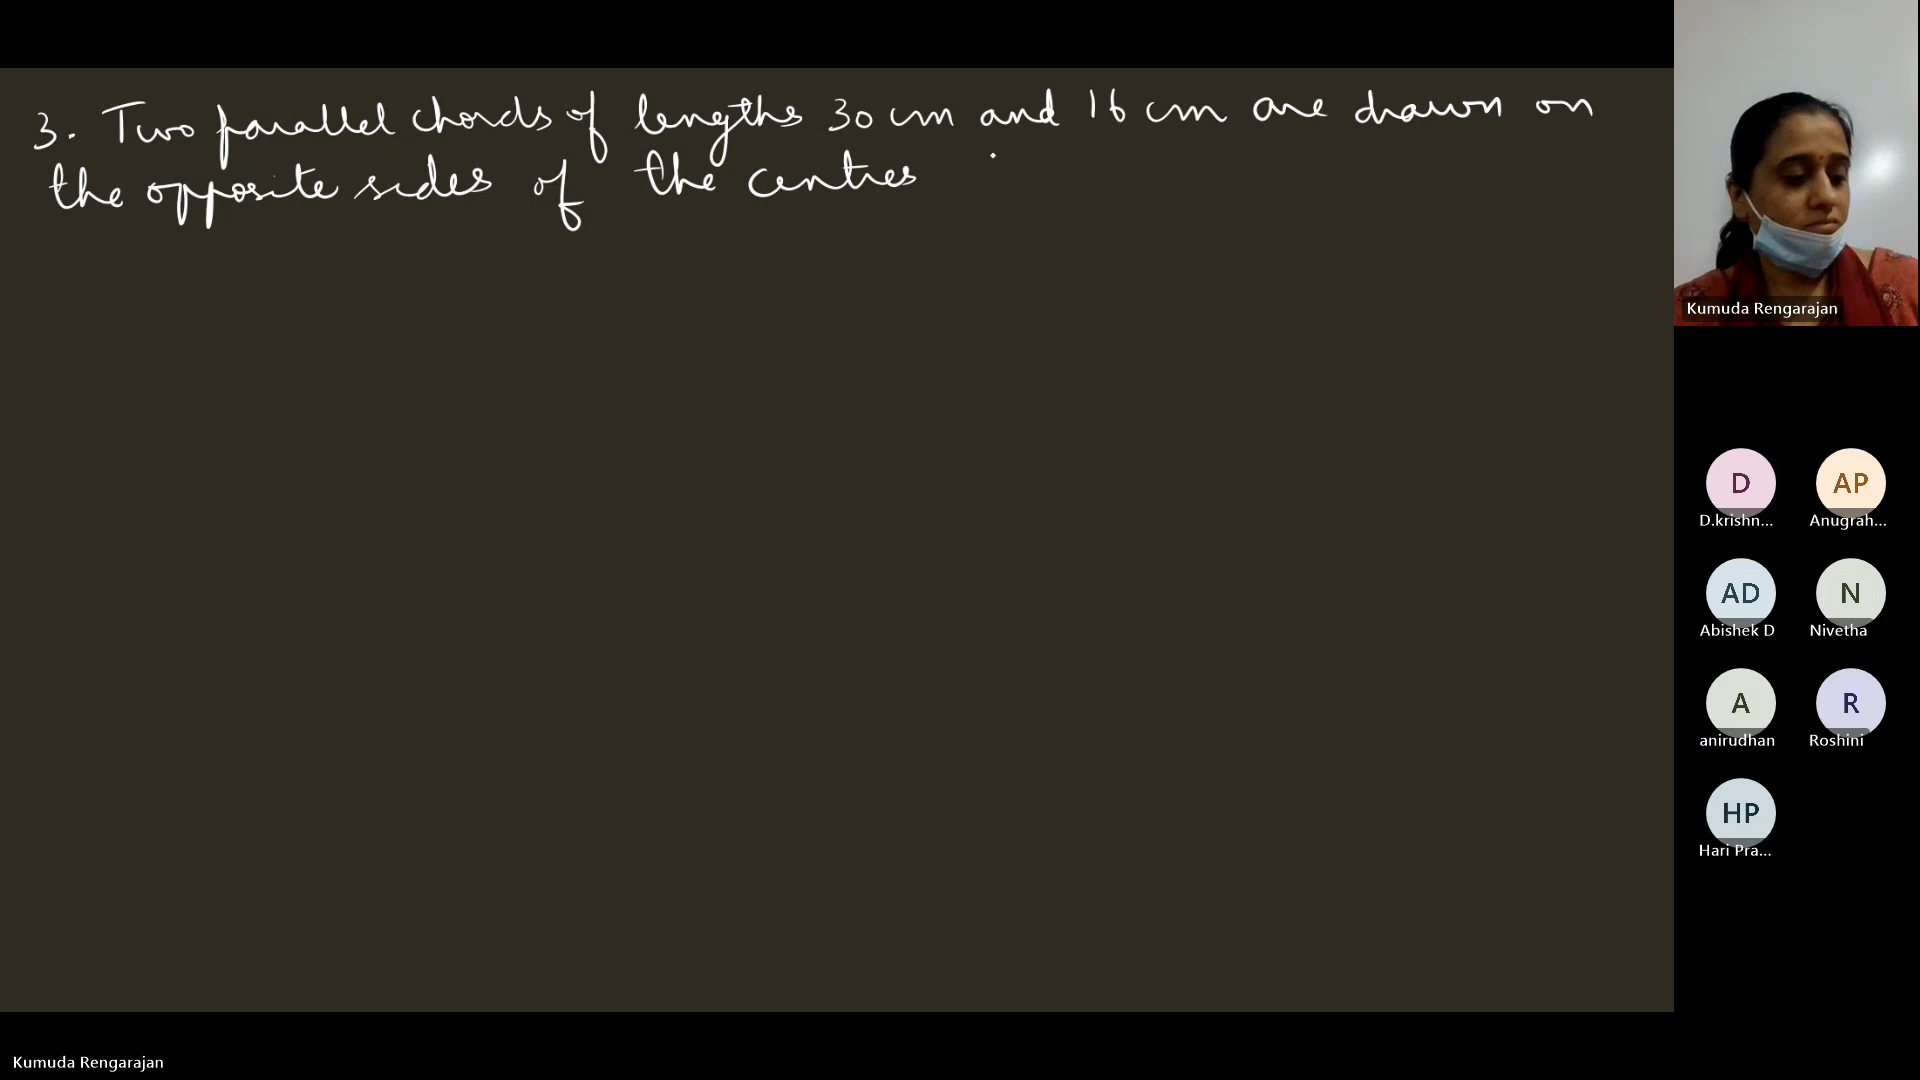 3. Two parallel chords of lengths 30 cm and 16 cm are drawn on
the opposite sides of the centres
Kumuda Rengarajan
D
AP
D.krishn...
Anugrah...
AD
N
Abishek D
Nivetha
A
R
anirudhan
Roshini
HP
Hari Pra...
Kumuda Rengarajan